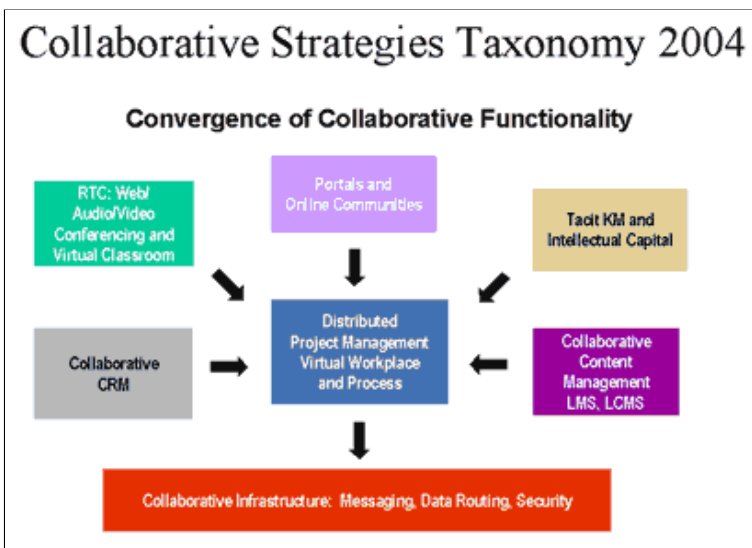 Collaborative Strategies Taxonomy 2004
Convergence of Collaborative Functionality
RTC: Web/
Audio/Video
Conferencing and
Virtual Classroom
Portals and
Online Communities
Tacit KM and
Intellectual Capital
Collaborative
CRM
Distributed
Project Management
Virtual Workplace
and Process
Collaborative
Content
Management
LMS, LCMS
Collaborative Infrastructure: Messaging, Data Routing, Security